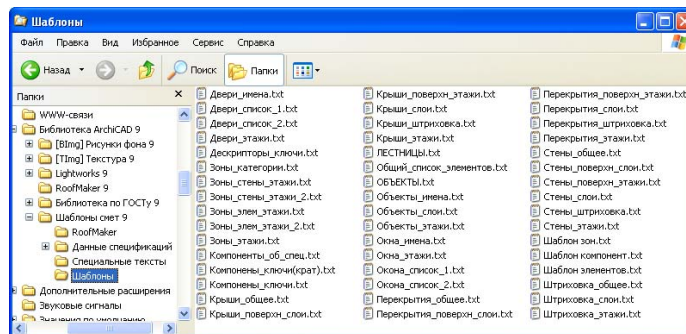 Шаблоны
Файл Правка Вид Избранное Сервис Справка
Назад Поиск Папки
Папки
WWW-связи
Библиотека ArchiCAD 9
[BImg] Рисунки фона 9
[TImg] Текстура 9
Lightworks 9
RoofMaker 9
Библиотека по ГОСТу 9
Шаблоны смет 9
RoofMaker
Данные спецификаций
Специальные тексты
Шаблоны
Дополнительные расширения
Звуковые сигналы
Значения по умолчанию
Двери_имена.txt
Двери_список_1.txt
Двери_список_2.txt
Двери_этажи.txt
Дескрипторы_ключи.txt
Зоны_категории.txt
Зоны_стены_этажи.txt
Зоны_стены_этажи_2.txt
Зоны_элем_этажи.txt
Зоны_элем_этажи_2.txt
Зоны_этажи.txt
Компоненты_об_спец.txt
Компонены_ключи(крат).txt
Компонены_ключи.txt
Крыши_общее.txt
Крыши_поверхн_слои.txt
Крыши_поверхн_этажи.txt
Крыши_слои.txt
Крыши_штриховка.txt
Крыши_этажи.txt
ЛЕСТНИЦЫ.txt
Общий_список_элементов.txt
ОБЪЕКТЫ.txt
Объекты_имена.txt
Объекты_слои.txt
Объекты_этажи.txt
Окна_имена.txt
Окна_этажи.txt
Окона_список_1.txt
Окона_список_2.txt
Перекрытия_общее.txt
Перекрытия_поверхн_слои.txt
Перекрытия_поверхн_этажи.txt
Перекрытия_слои.txt
Перекрытия_штриховка.txt
Перекрытия_этажи.txt
Стены_общее.txt
Стены_поверхн_слои.txt
Стены_поверхн_этажи.txt
Стены_слои.txt
Стены_штриховка.txt
Стены_этажи.txt
Шаблон зон.txt
Шаблон компонент.txt
Шаблон элементов.txt
Штриховка_общее.txt
Штриховка_слои.txt
Штриховка_этажи.txt